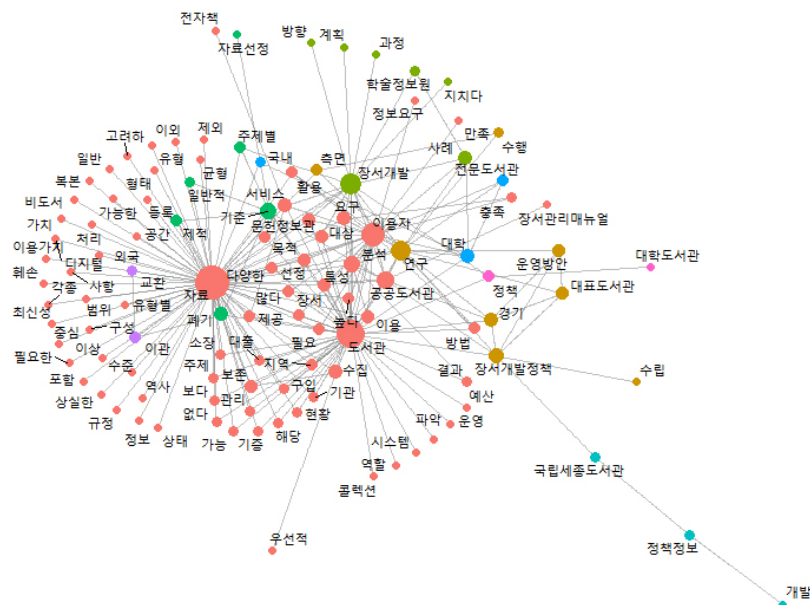 전자책
자료선정
방향
계획
과정
학술정보원
지치다
정보요구
만족
수행
사례
전문도서관
고려하
이외
제외
주제별
국내
측면
장서개발
일반
유형
균형
서비스
활용
요구
이용자
충족
장서관리매뉴얼
복본
형태
일반적
기준
문헌정보관
대상
비도서
가능한
등록
제적
목적
분석
연구
대학
운영방안
대학도서관
가치
처리
공간
외국
이용가치
디지털
교환
다양한
선정
특성
공공도서관
정책
대표도서관
훼손
각종
사항
자료
많다
장서
높다
이용
경기
최신성
범위
유형별
폐기
제공
중심
구성
이관
소장
대출
필요
도서관
방법
필요한
이상
수준
주제
보존
지역
수집
결과
장서개발정책
포함
역사
보다
관리
구입
기관
예산
수립
상실한
없다
현황
운영
규정
정보
상태
가능
기증
해당
파악
시스템
역할
콜렉션
국립세종도서관
우선적
정책정보
개발